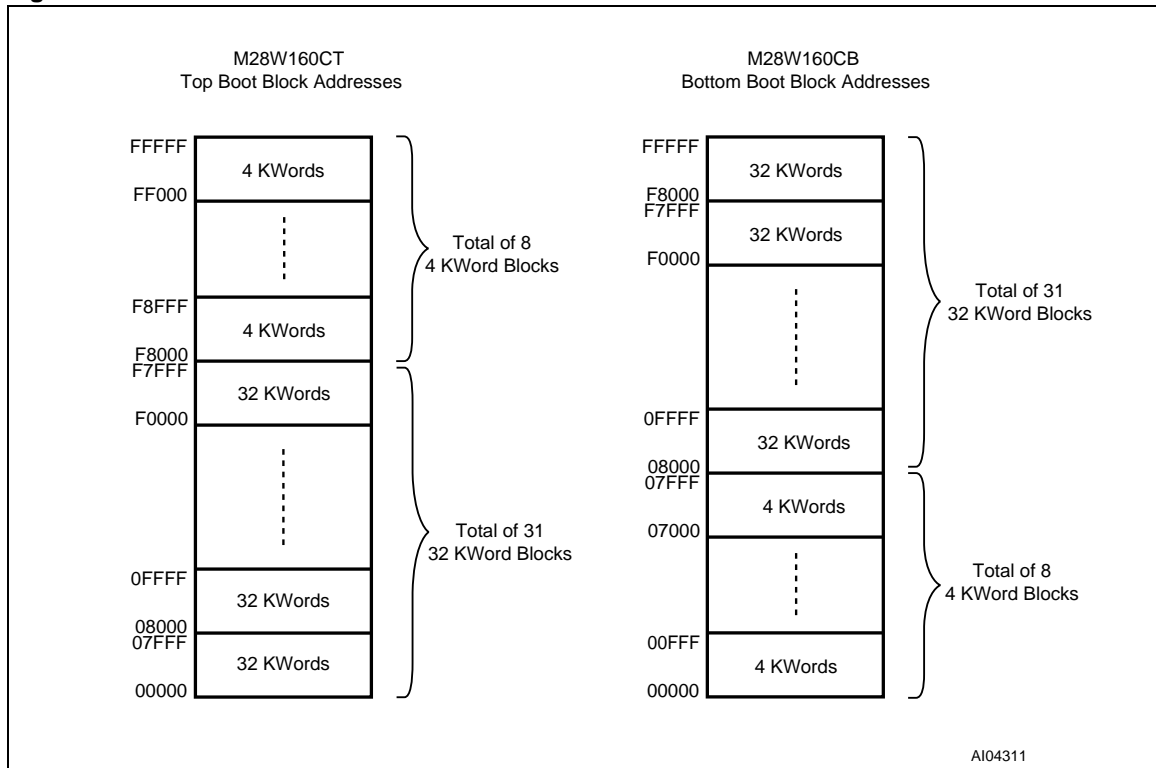 M28W160CT
Top Boot Block Addresses
FFFFF
4 KWords
FF000
Total of 8
4 KWord Blocks
F8FFF
4 KWords
F8000
F7FFF
32 KWords
F0000
Total of 31
32 KWord Blocks
0FFFF
32 KWords
08000
07FFF
32 KWords
00000
M28W160CB
Bottom Boot Block Addresses
FFFFF
32 KWords
F8000
F7FFF
32 KWords
F0000
Total of 31
32 KWord Blocks
0FFFF
32 KWords
08000
07FFF
4 KWords
07000
Total of 8
4 KWord Blocks
00FFF
4 KWords
00000
AI04311